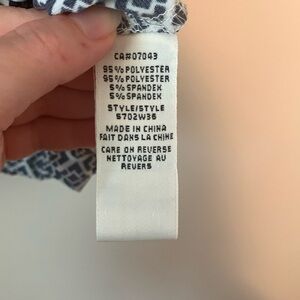 CA#07043
95%POLYESTER
95%POLYESTER
5%SPANDEX
5%SPANDEX
STYLE/STYLE
5702W36
MADE IN CHINA
FAIT DANS LA CHINE
CARE ON REVERSE
NETTOYAGE AU
REVERS